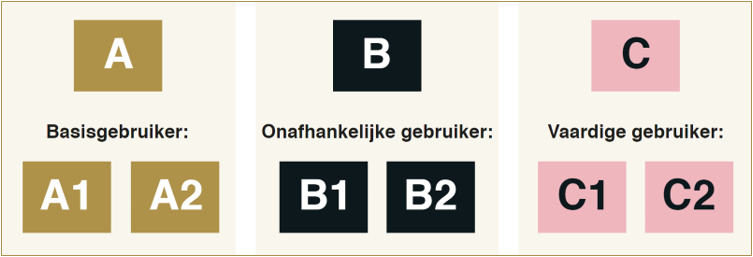 A
Basisgebruiker:
A1 A2
B
Onafhankelijke gebruiker:
B1 B2
C
Vaardige gebruiker:
C1 C2